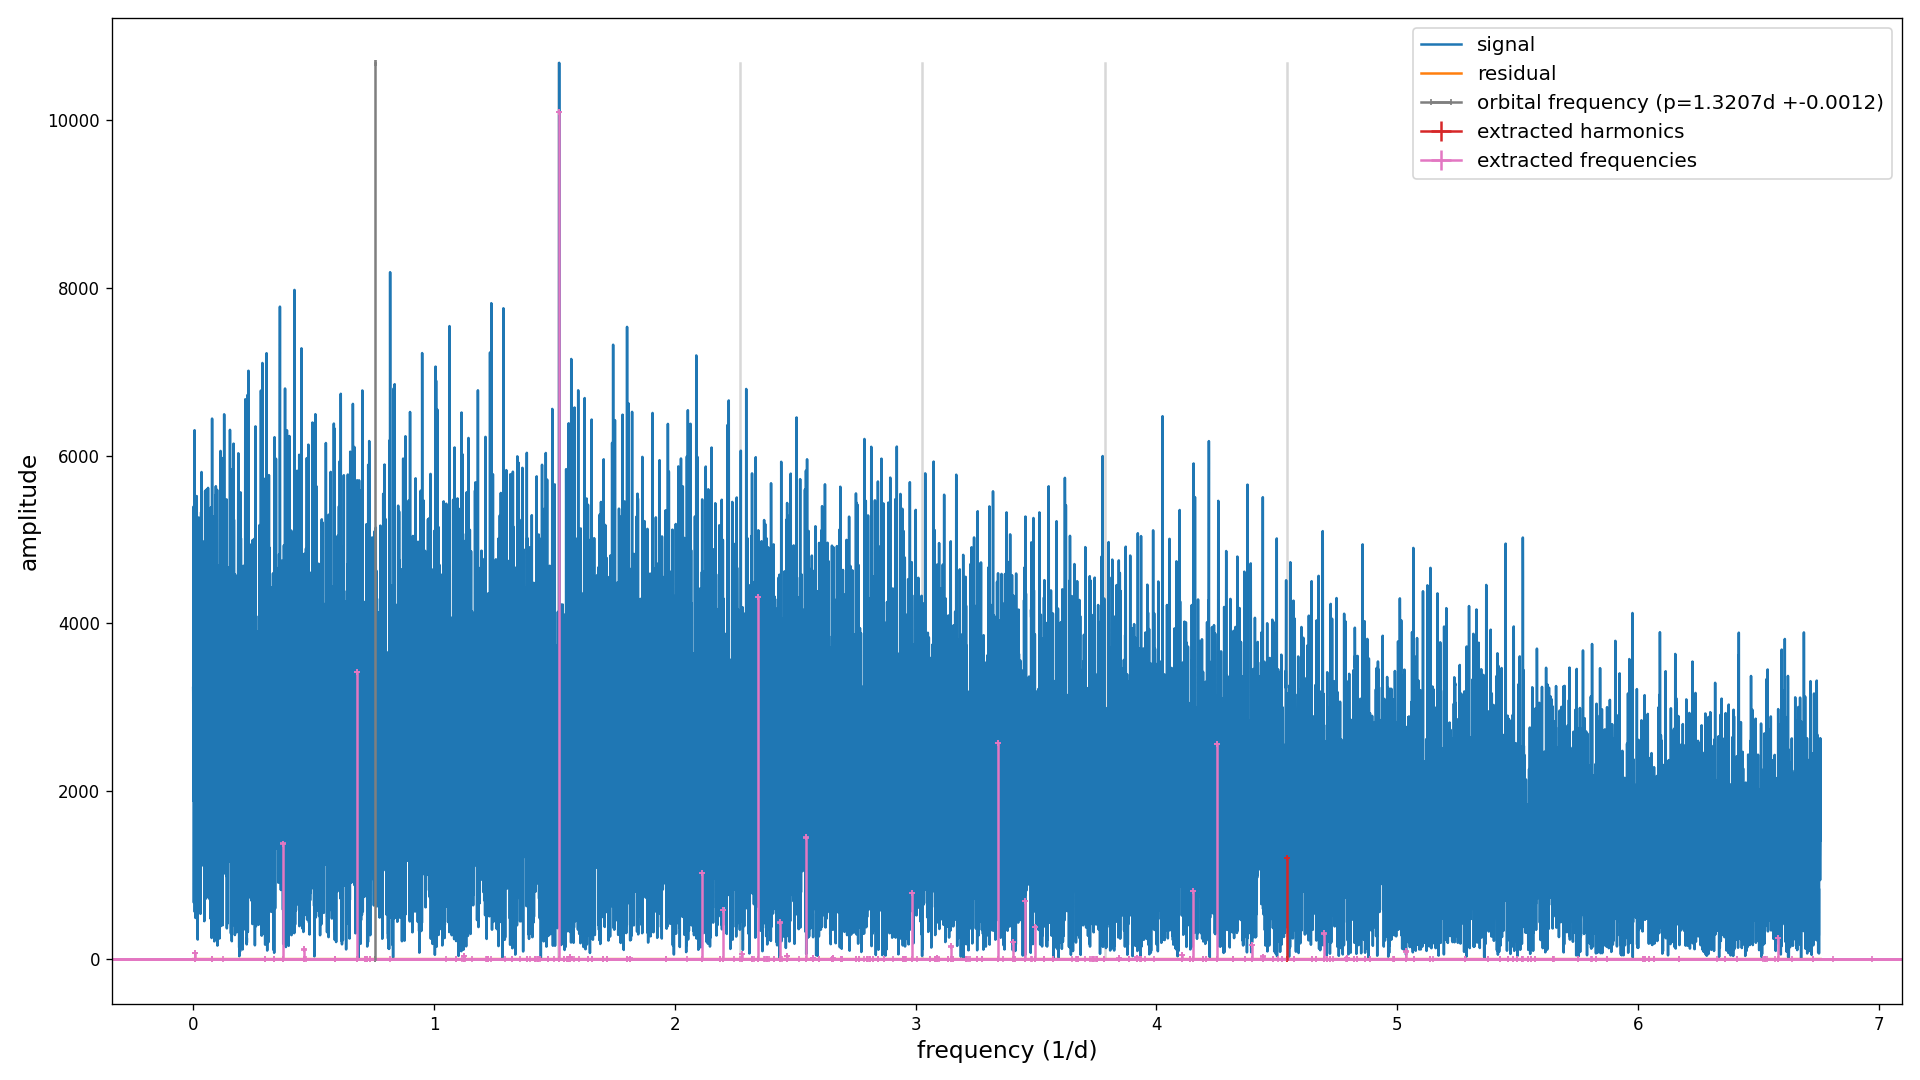 signal
residual
orbital frequency (p=1.3207d +-0.0012)
extracted harmonics
extracted frequencies
10000
8000
6000
4000
2000
0
amplitude
0 1 2 3 4 5 6 7
frequency (1/d)